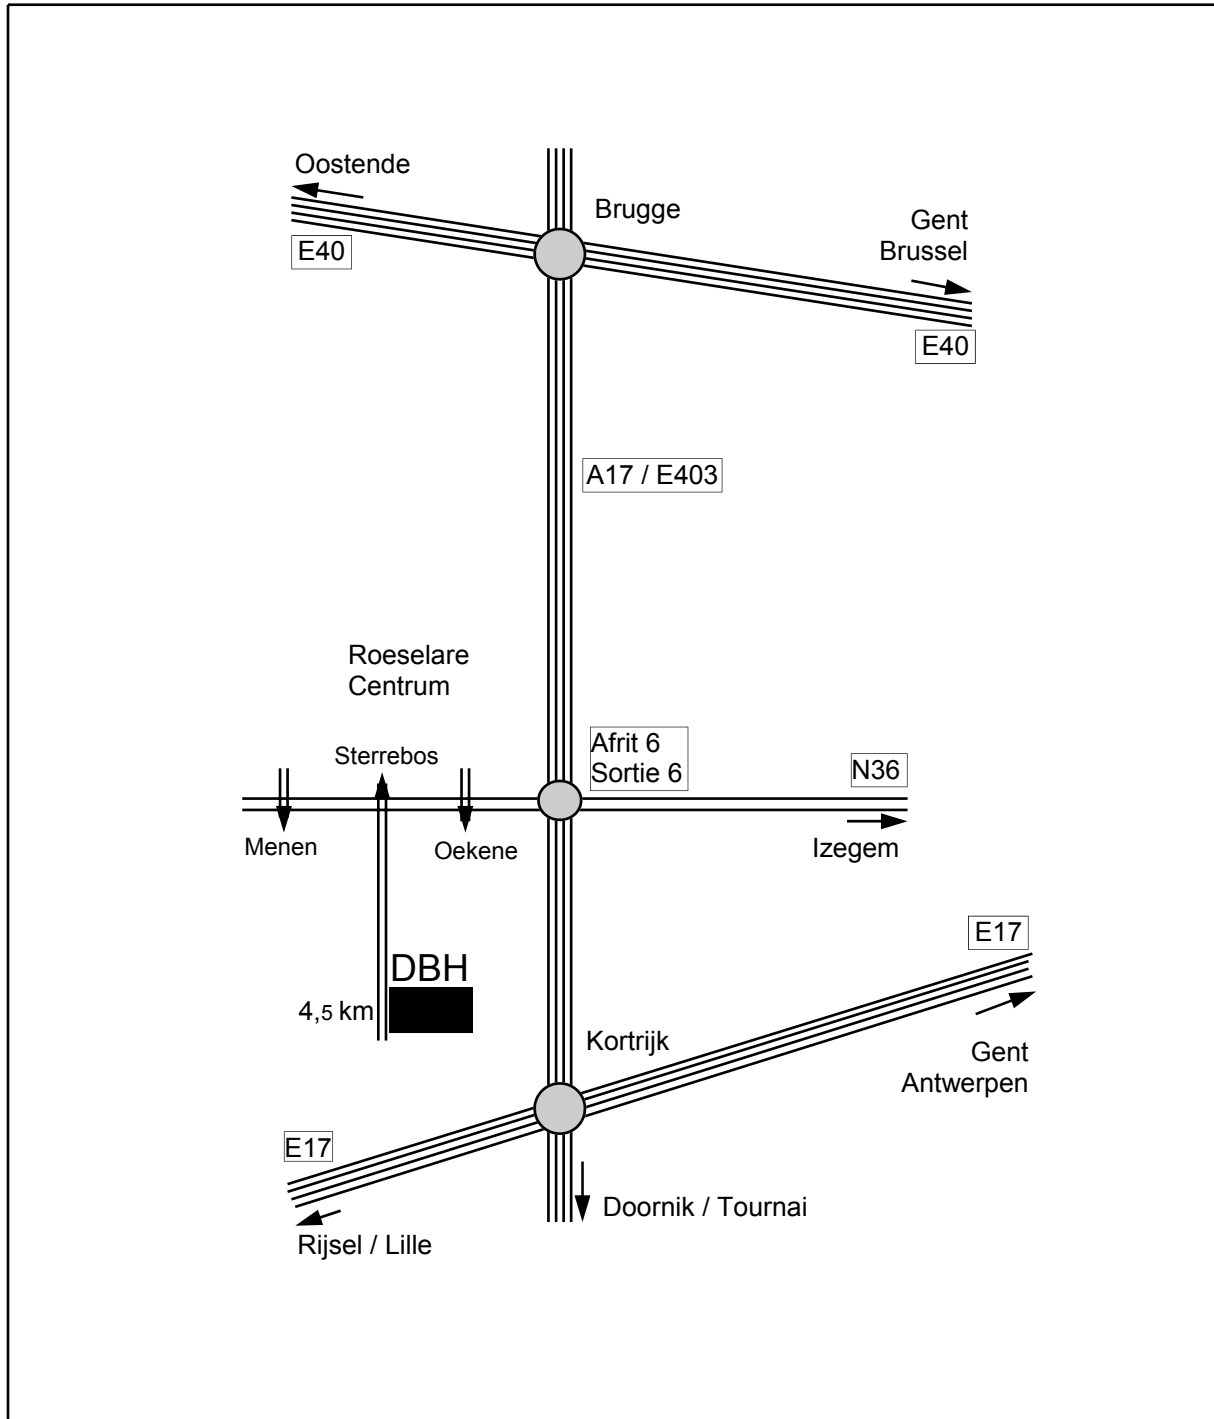 Oostende
Brugge
Gent
Brussel
E40
E40
A17 / E403
Roeselare
Centrum
Sterrebos
Afrit 6
Sortie 6
N36
Menen
Oekene
Izegem
E17
DBH
4,5 km
Kortrijk
Gent
Antwerpen
E17
Doornik / Tournai
Rijsel / Lille